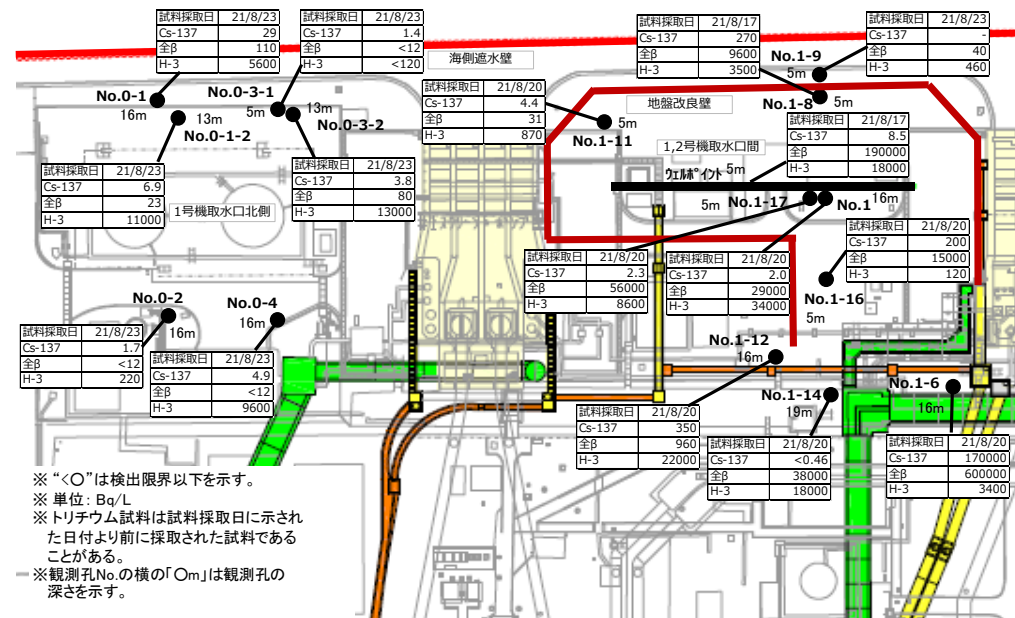 試料採取日 21/8/23
Cs-137 29
全β 110
H-3 5600
試料採取日 21/8/23
Cs-137 1.4
全β <12
H-3 <120
海側遮水壁
試料採取日 21/8/17
Cs-137 270
全β 9600
H-3 3500
試料採取日 21/8/23
Cs-137 -
全β 40
H-3 460
No.1-9
5m
No.0-1
16m
No.0-3-1
5m
13m
No.0-1-2
13m
No.0-3-2
試料採取日 21/8/20
Cs-137 4.4
全β 31
H-3 870
5m
No.1-11
地盤改良壁
No.1-8
5m
1,2号機取水口間
試料採取日 21/8/17
Cs-137 8.5
全β 190000
H-3 18000
ウェルポイント 5m
試料採取日 21/8/23
Cs-137 6.9
全β 23
H-3 11000
試料採取日 21/8/23
Cs-137 3.8
全β 80
H-3 13000
1号機取水口北側
5m
No.1-17
No.1
16m
試料採取日 21/8/20
Cs-137 200
全β 15000
H-3 120
試料採取日 21/8/20
Cs-137 2.3
全β 56000
H-3 8600
試料採取日 21/8/20
Cs-137 2.0
全β 29000
H-3 34000
No.1-16
5m
No.0-2
16m
No.0-4
16m
試料採取日 21/8/23
Cs-137 1.7
全β <12
H-3 220
試料採取日 21/8/23
Cs-137 4.9
全β <12
H-3 9600
No.1-12
16m
No.1-14
19m
No.1-6
16m
試料採取日 21/8/20
Cs-137 350
全β 960
H-3 22000
試料採取日 21/8/20
Cs-137 <0.46
全β 38000
H-3 18000
試料採取日 21/8/20
Cs-137 170000
全β 600000
H-3 3400
※ “<○”は検出限界以下を示す。
※ 単位: Bq/L
※ トリチウム試料は試料採取日に示され
た日付より前に採取された試料である
ことがある。
※観測孔No.の横の「○m」は観測孔の
深さを示す。